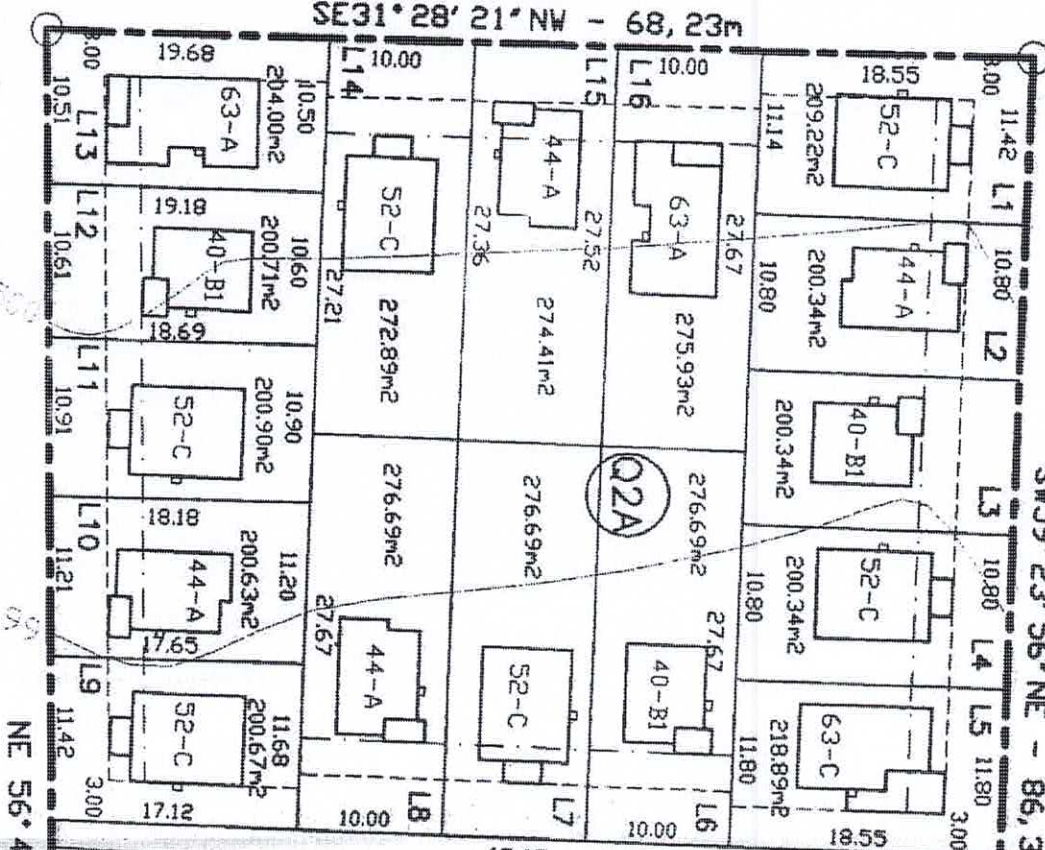 SE31°28'21"NW - 68,23m
3.00
19.68
10.51
L13
63-A
204.00m2
10.50
L14
10.00
52-C
272.89m2
27.21
L15
44-A
27.36
274.41m2
27.52
L16
10.00
63-A
27.67
275.93m2
18.55
3.00
11.14
209.22m2
52-C
11.42
L1
L12
19.18
10.61
40-B1
200.71m2
10.60
18.69
10.80
200.34m2
44-A
10.80
L2
L11
10.91
52-C
200.90m2
10.90
200.34m2
40-B1
L3
Q2A
L10
18.18
11.21
44-A
200.63m2
11.20
17.65
276.69m2
276.69m2
276.69m2
10.80
200.34m2
52-C
10.80
L4
L9
11.42
52-C
200.67m2
11.68
3.00
17.12
27.67
44-A
L8
10.00
52-C
L7
27.67
40-B1
L6
10.00
11.80
218.89m2
63-C
L5
11.80
3.00
18.55
NE - 86,3
NE 56° 4